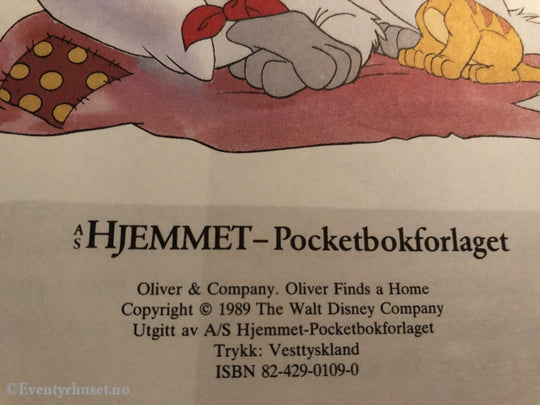 A/S HJEMMET – Pocketbokforlaget
Oliver & Company. Oliver Finds a Home
Copyright © 1989 The Walt Disney Company
Utgitt av A/S Hjemmet-Pocketbokforlaget
Trykk: Vesttyskland
ISBN 82-429-0109-0
©Eventyrhuset.no